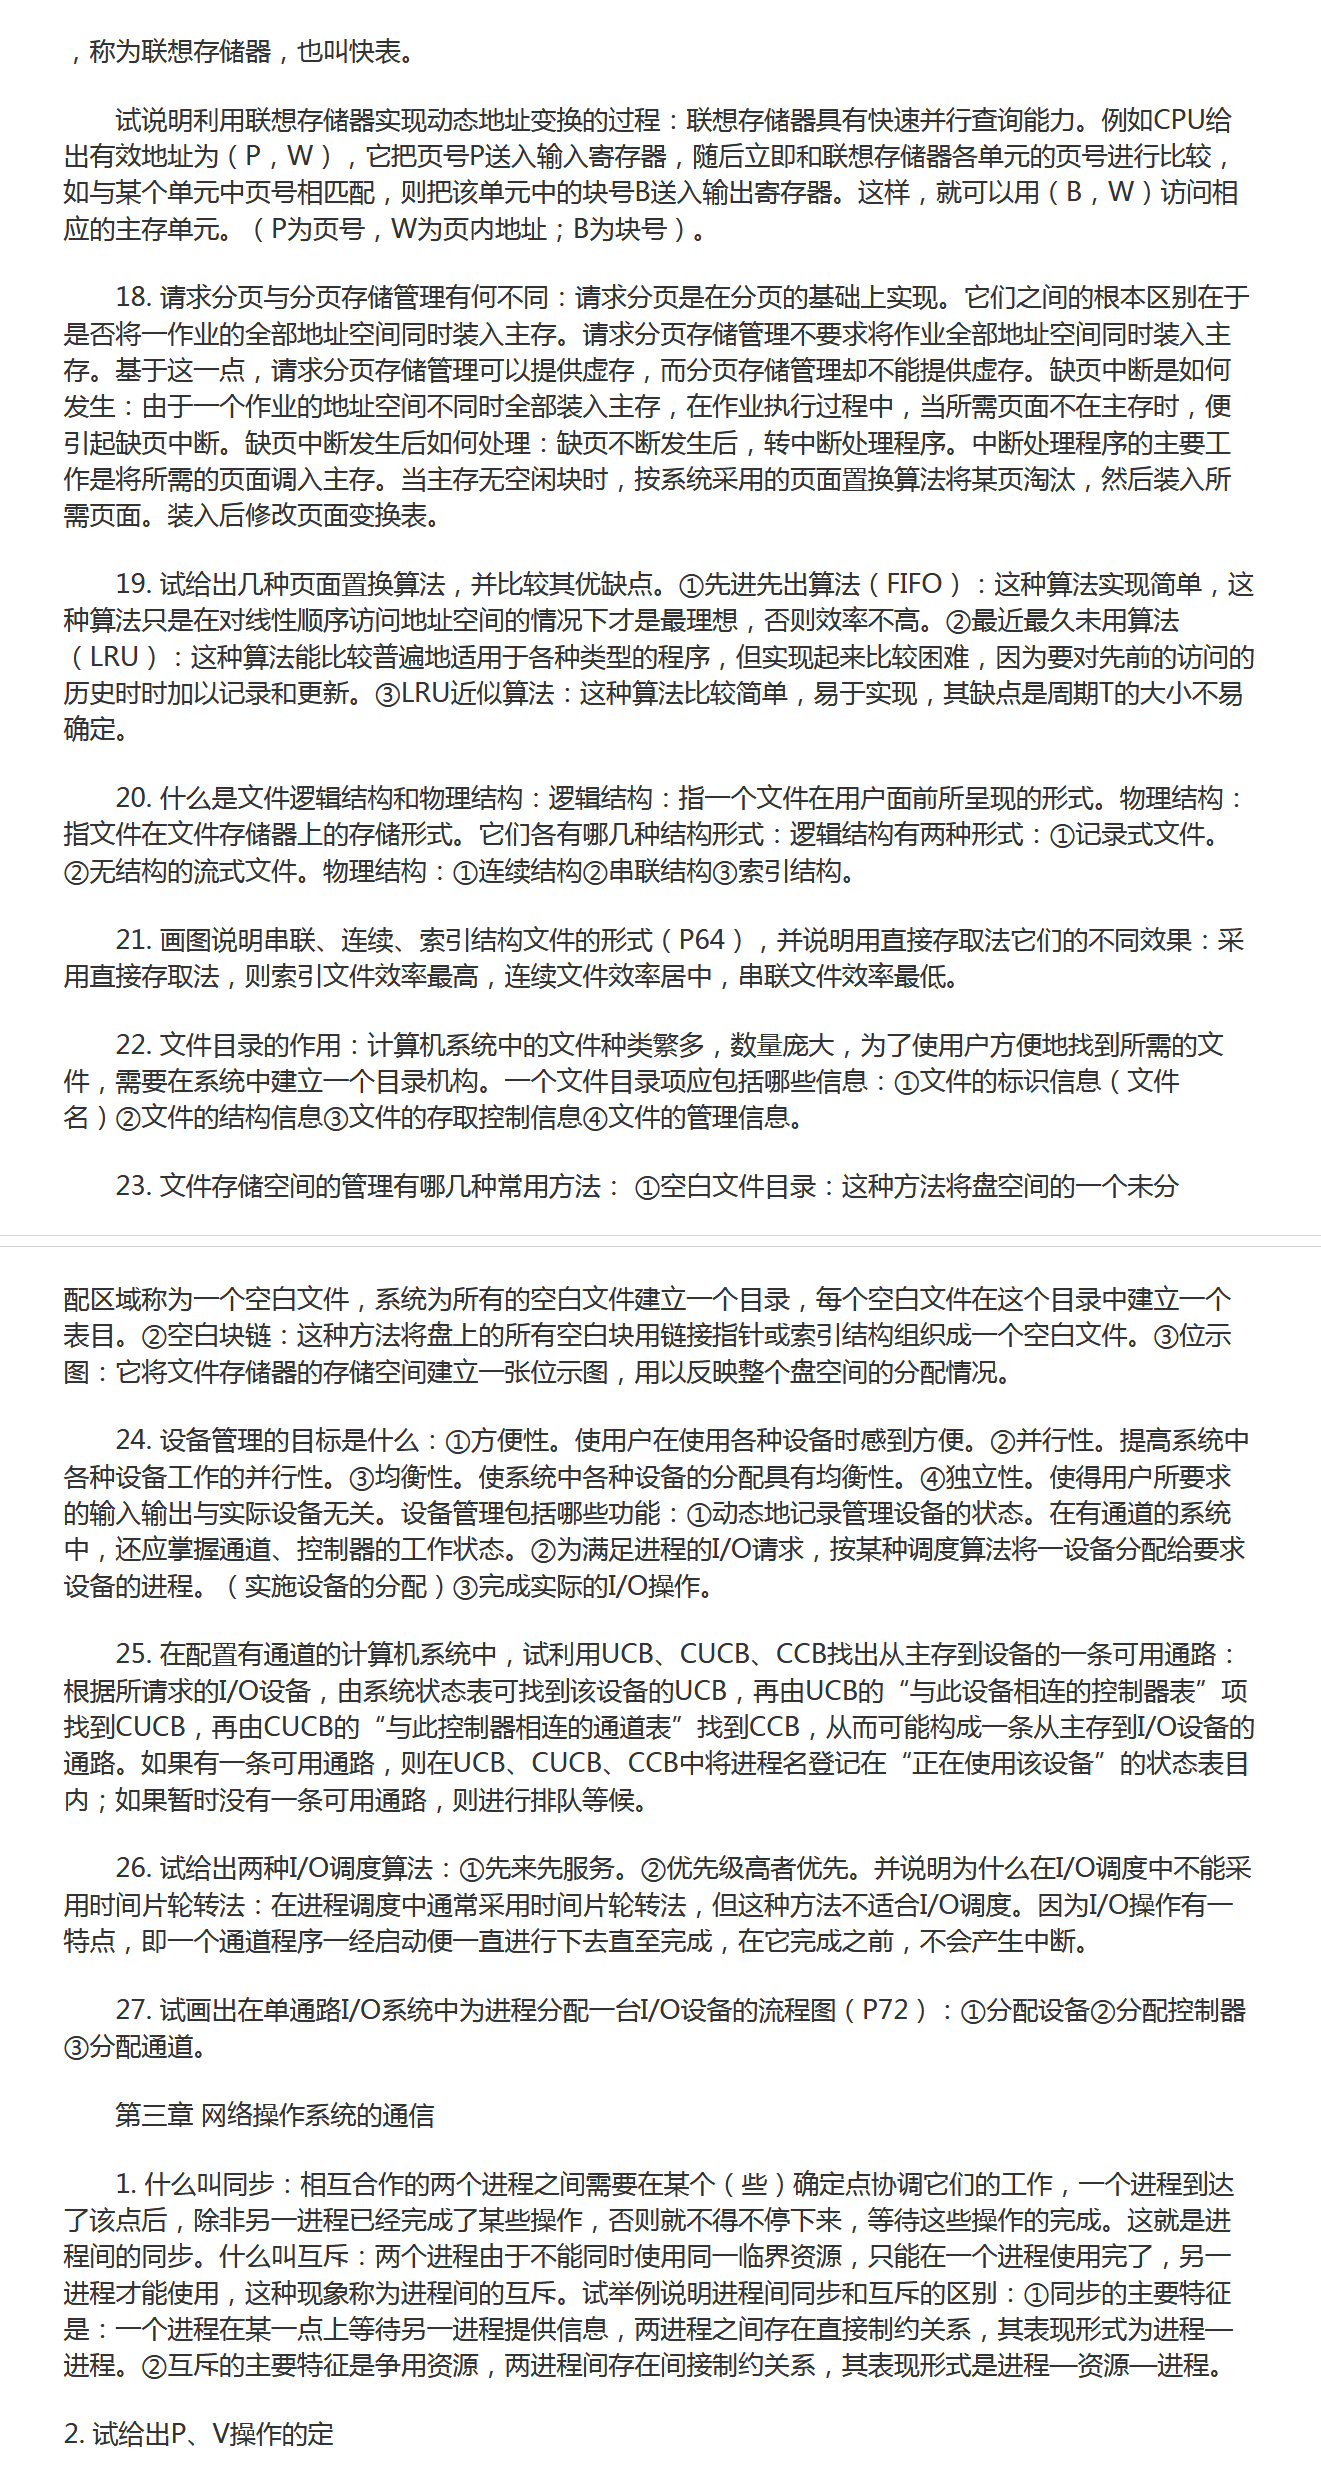 ，称为联想存储器，也叫快表。
试说明利用联想存储器实现动态地址变换的过程：联想存储器具有快速并行查询能力。例如CPU给
出有效地址为（P，W），它把页号P送入输入寄存器，随后立即和联想存储器各单元的页号进行比较，
如与某个单元中页号相匹配，则把该单元中的块号B送入输出寄存器。这样，就可以用（B，W）访问相
应的主存单元。（P为页号，W为页内地址；B为块号）。
18. 请求分页与分页存储管理有何不同：请求分页是在分页的基础上实现。它们之间的根本区别在于
是否将一作业的全部地址空间同时装入主存。请求分页存储管理不要求将作业全部地址空间同时装入主
存。基于这一点，请求分页存储管理可以提供虚存，而分页存储管理却不能提供虚存。缺页中断是如何
发生：由于一个作业的地址空间不同时全部装入主存，在作业执行过程中，当所需页面不在主存时，便
引起缺页中断。缺页中断发生后如何处理：缺页不断发生后，转中断处理程序。中断处理程序的主要工
作是将所需的页面调入主存。当主存无空闲块时，按系统采用的页面置换算法将某页淘汰，然后装入所
需页面。装入后修改页面变换表。
19. 试给出几种页面置换算法，并比较其优缺点。①先进先出算法（FIFO）：这种算法实现简单，这
种算法只是在对线性顺序访问地址空间的情况下才是最理想，否则效率不高。②最近最久未用算法
（LRU）：这种算法能比较普遍地适用于各种类型的程序，但实现起来比较困难，因为要对先前的访问的
历史时时加以记录和更新。③LRU近似算法：这种算法比较简单，易于实现，其缺点是周期T的大小不易
确定。
20. 什么是文件逻辑结构和物理结构：逻辑结构：指一个文件在用户面前所呈现的形式。物理结构：
指文件在文件存储器上的存储形式。它们各有哪几种结构形式：逻辑结构有两种形式：①记录式文件。
②无结构的流式文件。物理结构：①连续结构②串联结构③索引结构。
21. 画图说明串联、连续、索引结构文件的形式（P64），并说明用直接存取法它们的不同效果：采
用直接存取法，则索引文件效率最高，连续文件效率居中，串联文件效率最低。
22. 文件目录的作用：计算机系统中的文件种类繁多，数量庞大，为了使用户方便地找到所需的文
件，需要在系统中建立一个目录机构。一个文件目录项应包括哪些信息：①文件的标识信息（文件
名）②文件的结构信息③文件的存取控制信息④文件的管理信息。
23. 文件存储空间的管理有哪几种常用方法： ①空白文件目录：这种方法将盘空间的一个未分
配区域称为一个空白文件，系统为所有的空白文件建立一个目录，每个空白文件在这个目录中建立一个
表目。②空白块链：这种方法将盘上的所有空白块用链接指针或索引结构组织成一个空白文件。③位示
图：它将文件存储器的存储空间建立一张位示图，用以反映整个盘空间的分配情况。
24. 设备管理的目标是什么：①方便性。使用户在使用各种设备时感到方便。②并行性。提高系统中
各种设备工作的并行性。③均衡性。使系统中各种设备的分配具有均衡性。④独立性。使得用户所要求
的输入输出与实际设备无关。设备管理包括哪些功能：①动态地记录管理设备的状态。在有通道的系统
中，还应掌握通道、控制器的工作状态。②为满足进程的I/O请求，按某种调度算法将一设备分配给要求
设备的进程。（实施设备的分配）③完成实际的I/O操作。
25. 在配置有通道的计算机系统中，试利用UCB、CUCB、CCB找出从主存到设备的一条可用通路：
根据所请求的I/O设备，由系统状态表可找到该设备的UCB，再由UCB的“与此设备相连的控制器表”项
找到CUCB，再由CUCB的“与此控制器相连的通道表”找到CCB，从而可能构成一条从主存到I/O设备的
通路。如果有一条可用通路，则在UCB、CUCB、CCB中将进程名登记在“正在使用该设备”的状态表目
内；如果暂时没有一条可用通路，则进行排队等候。
26. 试给出两种I/O调度算法：①先来先服务。②优先级高者优先。并说明为什么在I/O调度中不能采
用时间片轮转法：在进程调度中通常采用时间片轮转法，但这种方法不适合I/O调度。因为I/O操作有一
特点，即一个通道程序一经启动便一直进行下去直至完成，在它完成之前，不会产生中断。
27. 试画出在单通路I/O系统中为进程分配一台I/O设备的流程图（P72）：①分配设备②分配控制器
③分配通道。
第三章 网络操作系统的通信
1. 什么叫同步：相互合作的两个进程之间需要在某个（些）确定点协调它们的工作，一个进程到达
了该点后，除非另一进程已经完成了某些操作，否则就不得不停下来，等待这些操作的完成。这就是进
程间的同步。什么叫互斥：两个进程由于不能同时使用同一临界资源，只能在一个进程使用完了，另一
进程才能使用，这种现象称为进程间的互斥。试举例说明进程间同步和互斥的区别：①同步的主要特征
是：一个进程在某一点上等待另一进程提供信息，两进程之间存在直接制约关系，其表现形式为进程—
进程。②互斥的主要特征是争用资源，两进程间存在间接制约关系，其表现形式是进程—资源—进程。
2. 试给出P、V操作的定